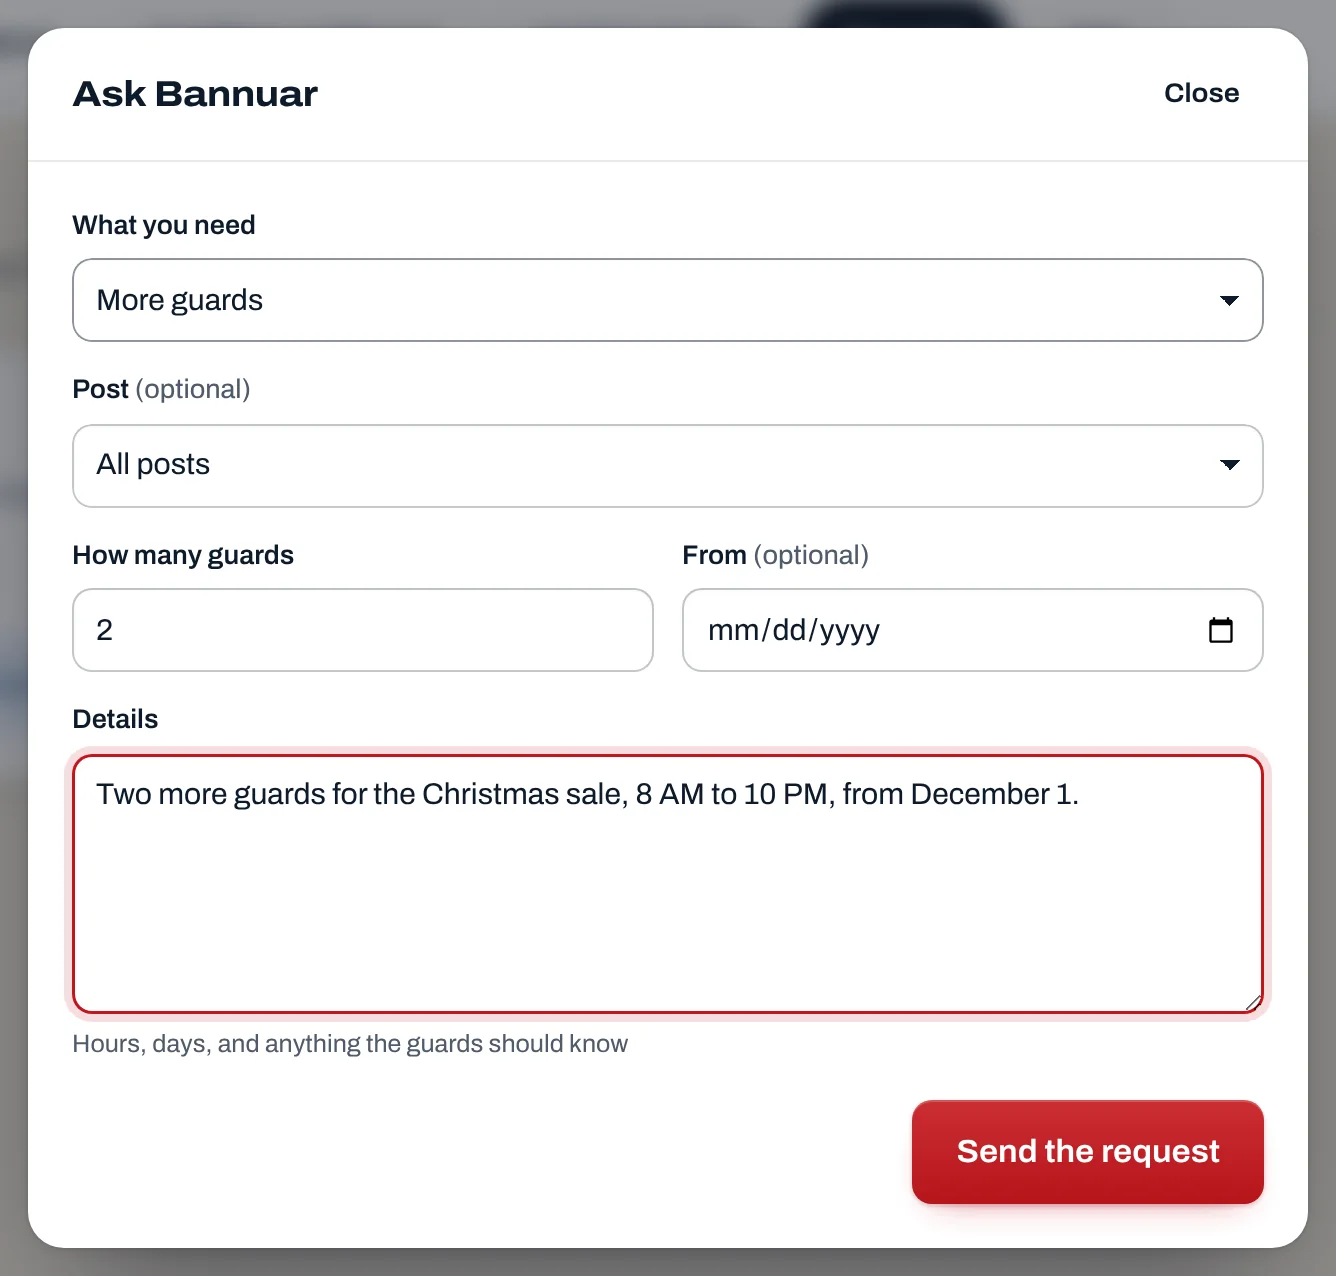 Ask Bannuar
Close
What you need
More guards
Post (optional)
All posts
How many guards
From (optional)
2
mm/dd/yyyy
Details
Two more guards for the Christmas sale, 8 AM to 10 PM, from December 1.
Hours, days, and anything the guards should know
Send the request